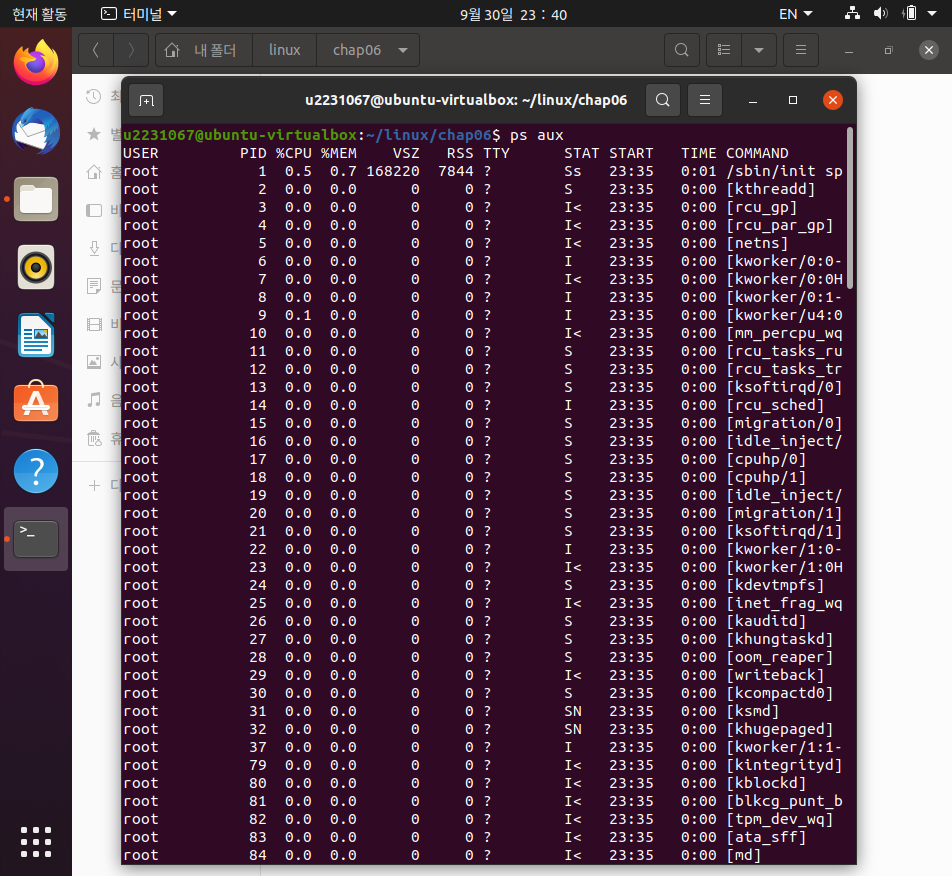 현재 활동 터미널 9월 30일 23 : 40 EN
내 폴더 linux chap06
u2231067@ubuntu-virtualbox: ~/linux/chap06
u2231067@ubuntu-virtualbox:~/linux/chap06$ ps aux
USER PID %CPU %MEM VSZ RSS TTY STAT START TIME COMMAND
root 1 0.5 0.7 168220 7844 ? Ss 23:35 0:01 /sbin/init sp
root 2 0.0 0.0 0 0 ? S 23:35 0:00 [kthreadd]
root 3 0.0 0.0 0 0 ? I< 23:35 0:00 [rcu_gp]
root 4 0.0 0.0 0 0 ? I< 23:35 0:00 [rcu_par_gp]
root 5 0.0 0.0 0 0 ? I< 23:35 0:00 [netns]
root 6 0.0 0.0 0 0 ? I 23:35 0:00 [kworker/0:0-
root 7 0.0 0.0 0 0 ? I< 23:35 0:00 [kworker/0:0H
root 8 0.0 0.0 0 0 ? I 23:35 0:00 [kworker/0:1-
root 9 0.1 0.0 0 0 ? I 23:35 0:00 [kworker/u4:0
root 10 0.0 0.0 0 0 ? I< 23:35 0:00 [mm_percpu_wq
root 11 0.0 0.0 0 0 ? S 23:35 0:00 [rcu_tasks_ru
root 12 0.0 0.0 0 0 ? S 23:35 0:00 [rcu_tasks_tr
root 13 0.0 0.0 0 0 ? S 23:35 0:00 [ksoftirqd/0]
root 14 0.0 0.0 0 0 ? I 23:35 0:00 [rcu_sched]
root 15 0.0 0.0 0 0 ? S 23:35 0:00 [migration/0]
root 16 0.0 0.0 0 0 ? S 23:35 0:00 [idle_inject/
root 17 0.0 0.0 0 0 ? S 23:35 0:00 [cpuhp/0]
root 18 0.0 0.0 0 0 ? S 23:35 0:00 [cpuhp/1]
root 19 0.0 0.0 0 0 ? S 23:35 0:00 [idle_inject/
root 20 0.0 0.0 0 0 ? S 23:35 0:00 [migration/1]
root 21 0.0 0.0 0 0 ? S 23:35 0:00 [ksoftirqd/1]
root 22 0.0 0.0 0 0 ? I 23:35 0:00 [kworker/1:0-
root 23 0.0 0.0 0 0 ? I< 23:35 0:00 [kworker/1:0H
root 24 0.0 0.0 0 0 ? S 23:35 0:00 [kdevtmpfs]
root 25 0.0 0.0 0 0 ? I< 23:35 0:00 [inet_frag_wq
root 26 0.0 0.0 0 0 ? S 23:35 0:00 [kauditd]
root 27 0.0 0.0 0 0 ? S 23:35 0:00 [khungtaskd]
root 28 0.0 0.0 0 0 ? S 23:35 0:00 [oom_reaper]
root 29 0.0 0.0 0 0 ? I< 23:35 0:00 [writeback]
root 30 0.0 0.0 0 0 ? S 23:35 0:00 [kcompactd0]
root 31 0.0 0.0 0 0 ? SN 23:35 0:00 [ksmd]
root 32 0.0 0.0 0 0 ? SN 23:35 0:00 [khugepaged]
root 37 0.0 0.0 0 0 ? I 23:35 0:00 [kworker/1:1-
root 79 0.0 0.0 0 0 ? I< 23:35 0:00 [kintegrityd]
root 80 0.0 0.0 0 0 ? I< 23:35 0:00 [kblockd]
root 81 0.0 0.0 0 0 ? I< 23:35 0:00 [blkcg_punt_b
root 82 0.0 0.0 0 0 ? I< 23:35 0:00 [tpm_dev_wq]
root 83 0.0 0.0 0 0 ? I< 23:35 0:00 [ata_sff]
root 84 0.0 0.0 0 0 ? I< 23:35 0:00 [md]